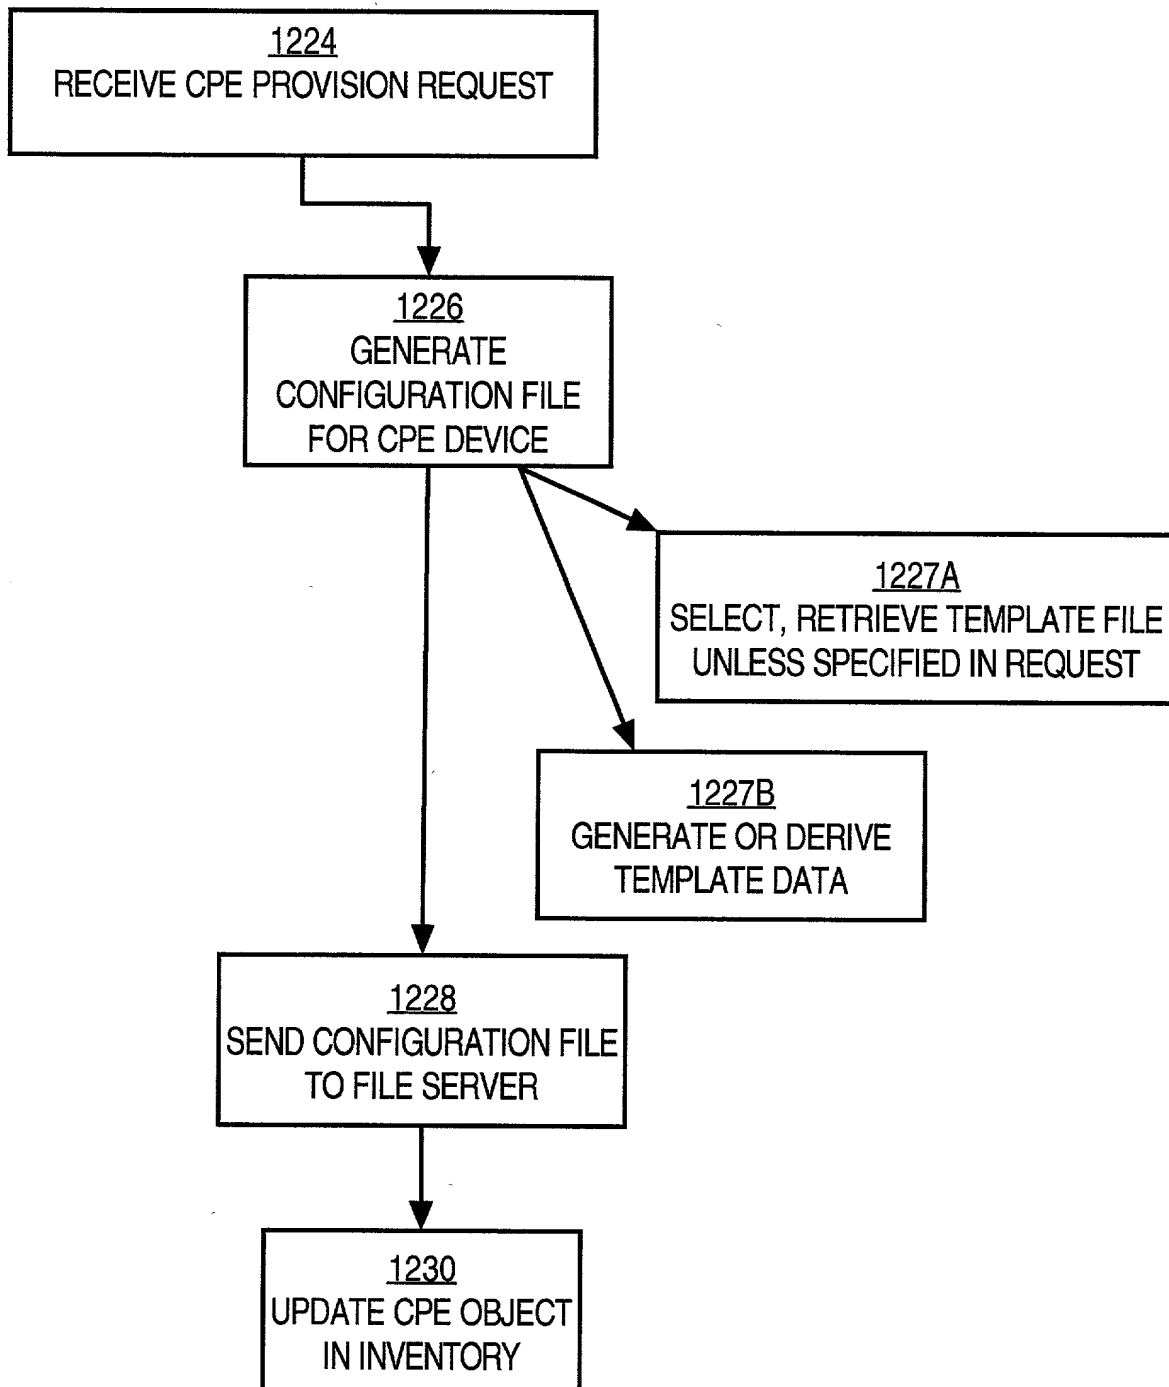 1224
RECEIVE CPE PROVISION REQUEST
1226
GENERATE
CONFIGURATION FILE
FOR CPE DEVICE
1227A
SELECT, RETRIEVE TEMPLATE FILE
UNLESS SPECIFIED IN REQUEST
1227B
GENERATE OR DERIVE
TEMPLATE DATA
1228
SEND CONFIGURATION FILE
TO FILE SERVER
1230
UPDATE CPE OBJECT
IN INVENTORY